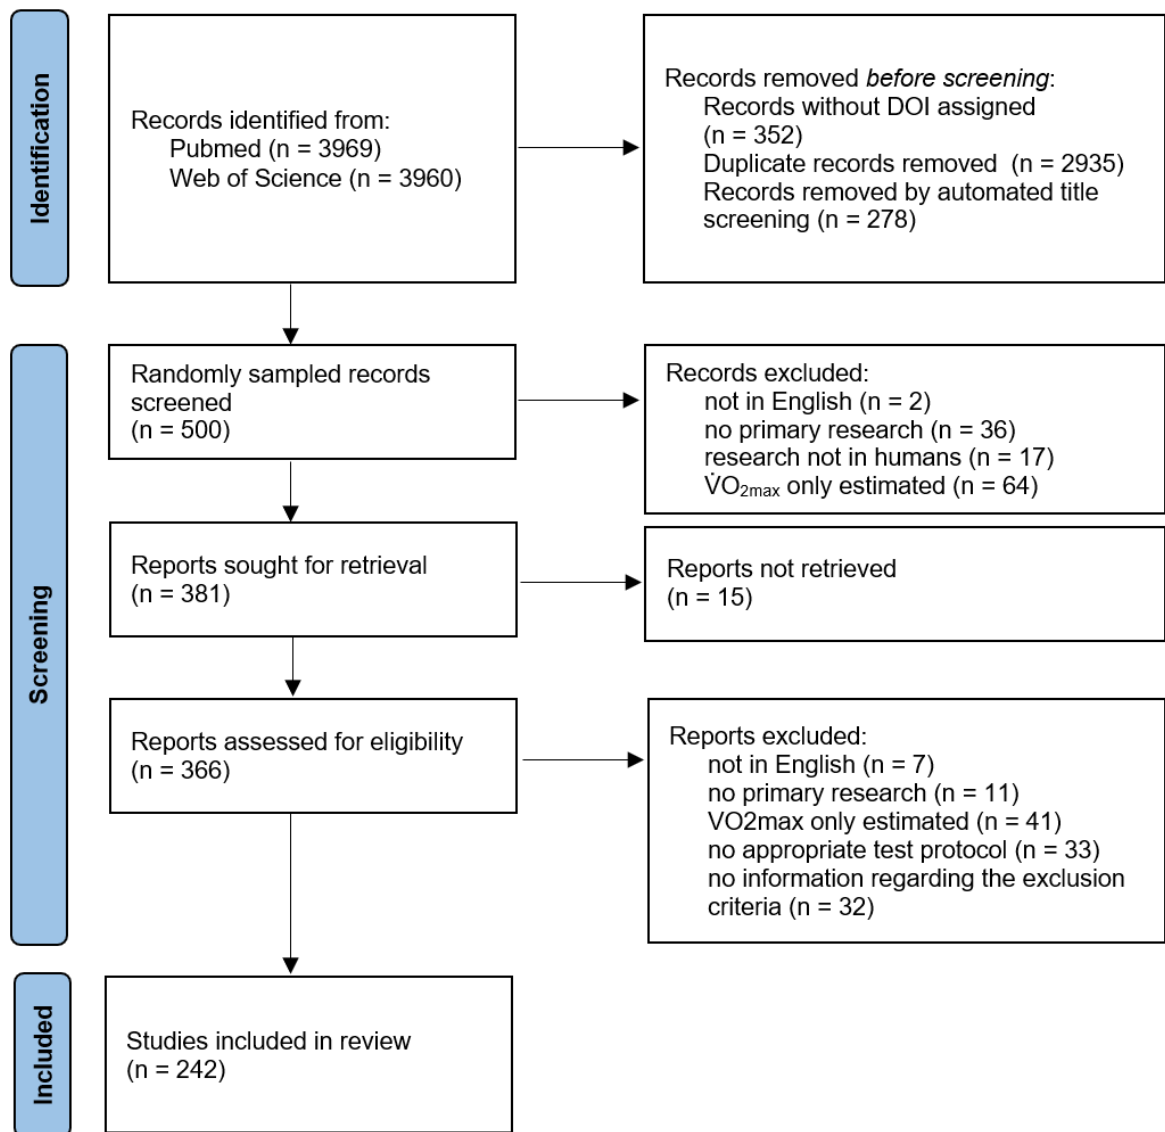 Identification
Records identified from:
Pubmed (n = 3969)
Web of Science (n = 3960)
Records removed before screening:
Records without DOI assigned
(n = 352)
Duplicate records removed  (n = 2935)
Records removed by automated title
screening (n = 278)
Screening
Randomly sampled records
screened
(n = 500)
Records excluded:
not in English (n = 2)
no primary research (n = 36)
research not in humans (n = 17)
V̇O₂max only estimated (n = 64)
Reports sought for retrieval
(n = 381)
Reports not retrieved
(n = 15)
Reports assessed for eligibility
(n = 366)
Reports excluded:
not in English (n = 7)
no primary research (n = 11)
VO2max only estimated (n = 41)
no appropriate test protocol (n = 33)
no information regarding the exclusion
criteria (n = 32)
Included
Studies included in review
(n = 242)